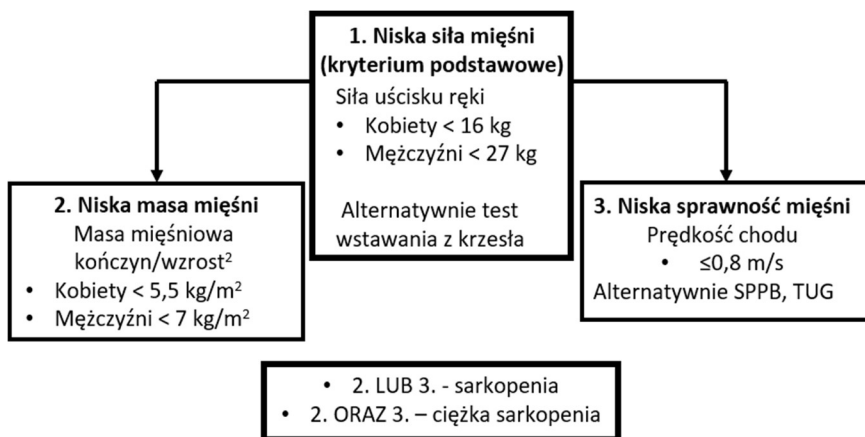 1. Niska siła mięśni
(kryterium podstawowe)
Siła uścisku ręki
• Kobiety < 16 kg
• Mężczyźni < 27 kg
Alternatywnie test
wstawania z krzesła
2. Niska masa mięśni
Masa mięśniowa
kończyn/wzrost²
• Kobiety < 5,5 kg/m²
• Mężczyźni < 7 kg/m²
3. Niska sprawność mięśni
Prędkość chodu
• ≤0,8 m/s
Alternatywnie SPPB, TUG
• 2. LUB 3. - sarkopenia
• 2. ORAZ 3. – ciężka sarkopenia